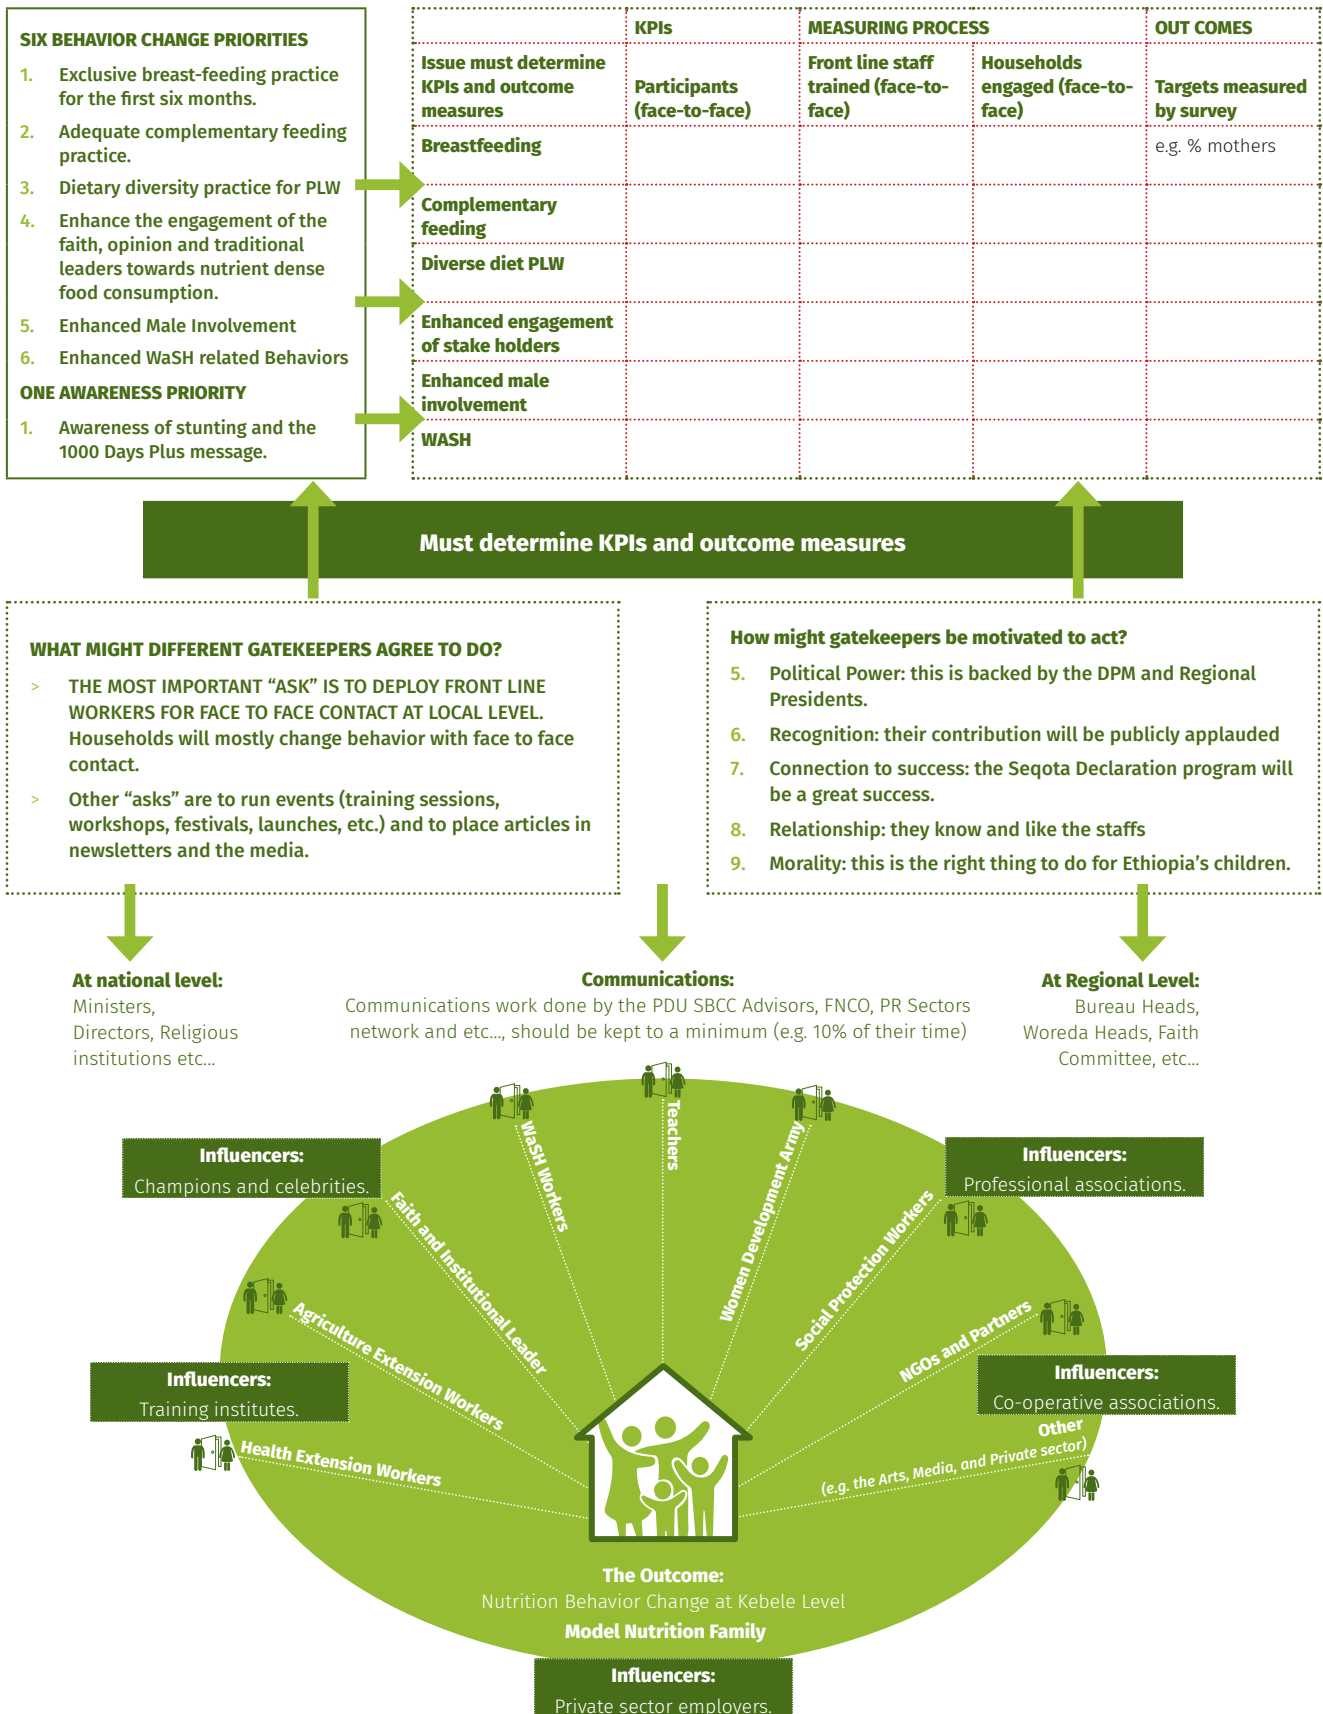 SIX BEHAVIOR CHANGE PRIORITIES
1. Exclusive breast-feeding practice
for the first six months.
2. Adequate complementary feeding
practice.
3. Dietary diversity practice for PLW
4. Enhance the engagement of the
faith, opinion and traditional
leaders towards nutrient dense
food consumption.
5. Enhanced Male Involvement
6. Enhanced WaSH related Behaviors
ONE AWARENESS PRIORITY
1. Awareness of stunting and the
1000 Days Plus message.
KPIs MEASURING PROCESS OUT COMES
Issue must determine
KPIs and outcome
measures
Participants
(face-to-face)
Front line staff
trained (face-to-
face)
Households
engaged (face-to-
face)
Targets measured
by survey
Breastfeeding e.g. % mothers
Complementary
feeding
Diverse diet PLW
Enhanced engagement
of stake holders
Enhanced male
involvement
WASH
Must determine KPIs and outcome measures
WHAT MIGHT DIFFERENT GATEKEEPERS AGREE TO DO?
> THE MOST IMPORTANT “ASK” IS TO DEPLOY FRONT LINE
WORKERS FOR FACE TO FACE CONTACT AT LOCAL LEVEL.
Households will mostly change behavior with face to face
contact.
> Other “asks” are to run events (training sessions,
workshops, festivals, launches, etc.) and to place articles in
newsletters and the media.
How might gatekeepers be motivated to act?
5. Political Power: this is backed by the DPM and Regional
Presidents.
6. Recognition: their contribution will be publicly applauded
7. Connection to success: the Seqota Declaration program will
be a great success.
8. Relationship: they know and like the staffs
9. Morality: this is the right thing to do for Ethiopia’s children.
At national level:
Ministers,
Directors, Religious
institutions etc...
Communications:
Communications work done by the PDU SBCC Advisors, FNCO, PR Sectors
network and etc..., should be kept to a minimum (e.g. 10% of their time)
At Regional Level:
Bureau Heads,
Woreda Heads, Faith
Committee, etc...
Influencers:
Champions and celebrities.
Influencers:
Professional associations.
Influencers:
Training institutes.
Influencers:
Co-operative associations.
Health Extension Workers
Agriculture Extension Workers
Faith and Institutional Leader
WaSH Workers
Teachers
Women Development Army
Social Protection Workers
NGOs and Partners
Other
(e.g. the Arts, Media, and Private sector)
The Outcome:
Nutrition Behavior Change at Kebele Level
Model Nutrition Family
Influencers:
Private sector employers.